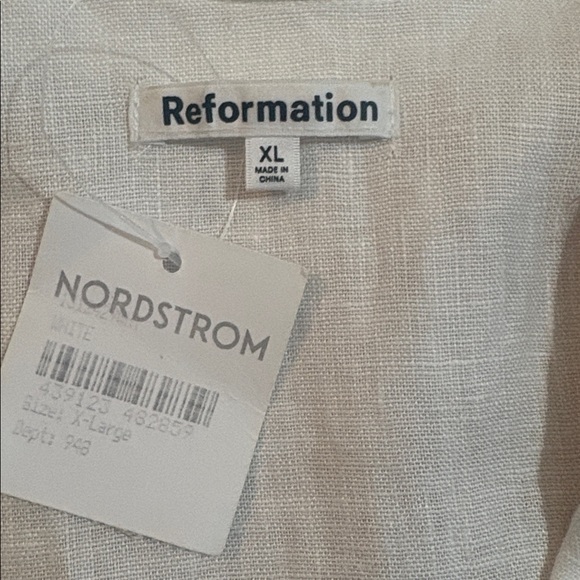 Reformation
XL
MADE IN
CHINA
NORDSTROM
WHITE
439123 482859
Size: X-Large
Dept: 948